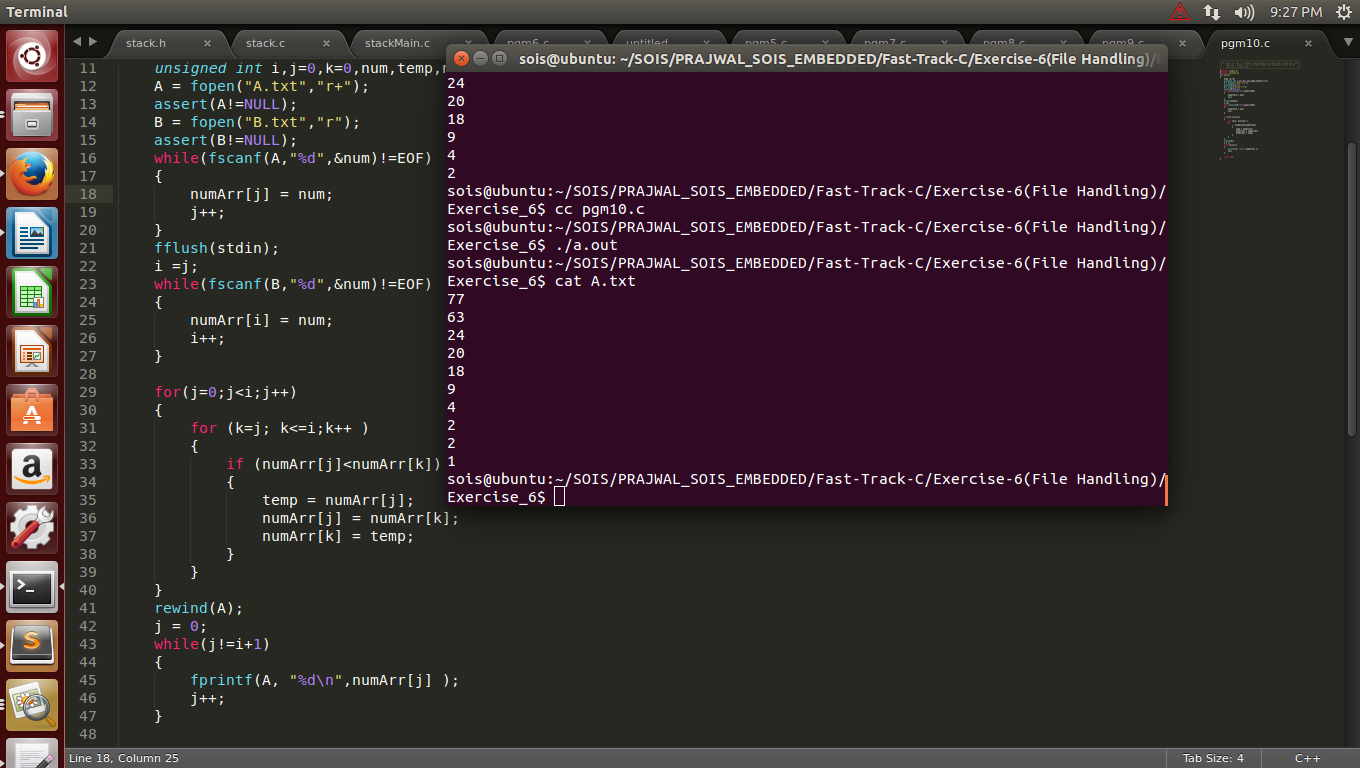 Terminal
9:27 PM
stack.h ×
stack.c ×
stackMain.c ×
pgm6.c
untitled
pgm5.c
pgm7.c
pgm8.c
pgm9.c ×
pgm10.c ×
11 unsigned int i,j=0,k=0,num,temp,
12 A = fopen("A.txt","r+");
13 assert(A!=NULL);
14 B = fopen("B.txt","r");
15 assert(B!=NULL);
16 while(fscanf(A,"%d",&num)!=EOF)
17 {
18 numArr[j] = num;
19 j++;
20 }
21 fflush(stdin);
22 i =j;
23 while(fscanf(B,"%d",&num)!=EOF)
24 {
25 numArr[i] = num;
26 i++;
27 }
28
29 for(j=0;j<i;j++)
30 {
31 for (k=j; k<=i;k++ )
32 {
33 if (numArr[j]<numArr[k])
34 {
35 temp = numArr[j];
36 numArr[j] = numArr[k];
37 numArr[k] = temp;
38 }
39 }
40 }
41 rewind(A);
42 j = 0;
43 while(j!=i+1)
44 {
45 fprintf(A, "%d\n",numArr[j] );
46 j++;
47 }
48
sois@ubuntu: ~/SOIS/PRAJWAL_SOIS_EMBEDDED/Fast-Track-C/Exercise-6(File Handling)/
24
20
18
9
4
2
sois@ubuntu:~/SOIS/PRAJWAL_SOIS_EMBEDDED/Fast-Track-C/Exercise-6(File Handling)/
Exercise_6$ cc pgm10.c
sois@ubuntu:~/SOIS/PRAJWAL_SOIS_EMBEDDED/Fast-Track-C/Exercise-6(File Handling)/
Exercise_6$ ./a.out
sois@ubuntu:~/SOIS/PRAJWAL_SOIS_EMBEDDED/Fast-Track-C/Exercise-6(File Handling)/
Exercise_6$ cat A.txt
77
63
24
20
18
9
4
2
2
1
sois@ubuntu:~/SOIS/PRAJWAL_SOIS_EMBEDDED/Fast-Track-C/Exercise-6(File Handling)/
Exercise_6$
Line 18, Column 25
Tab Size: 4
C++